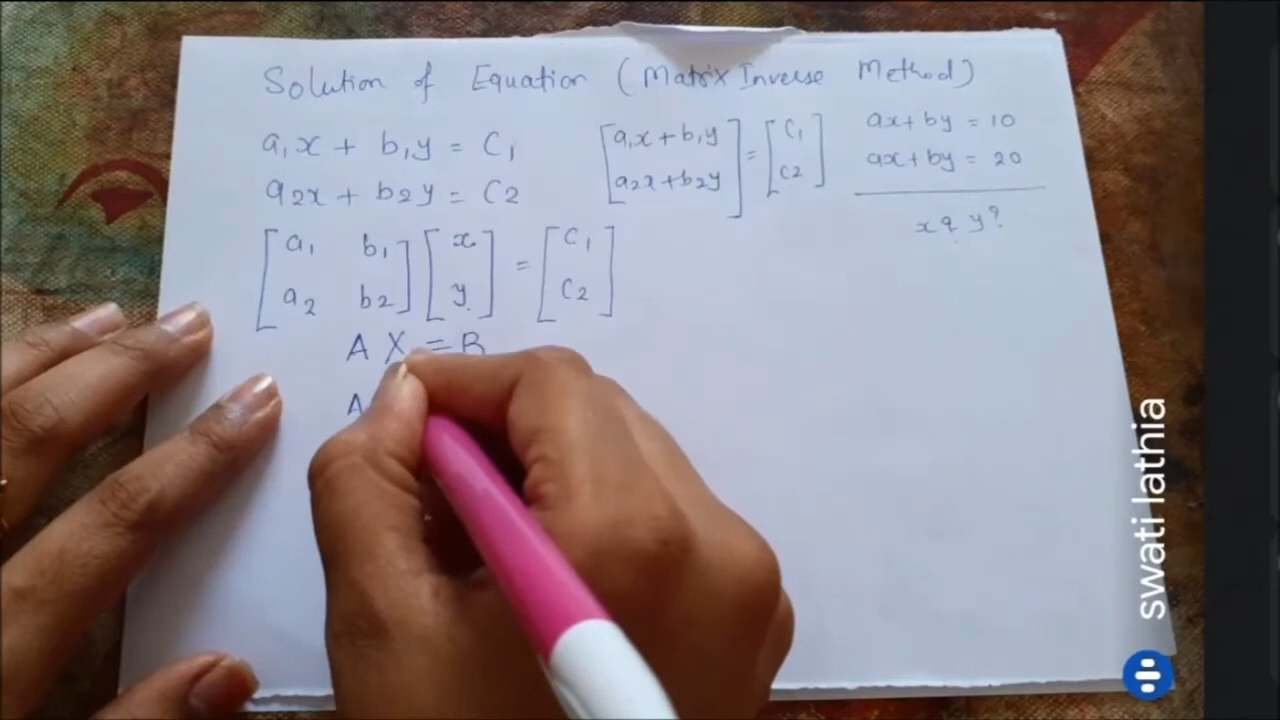 Solution of Equation (Matrix Inverse Method)
a₁x + b₁y = C₁
a₂x + b₂y = C₂
[a₁x + b₁y] = [C₁]
[a₂x + b₂y] [C₂]
ax + by = 10
ax + by = 20
x & y?
[a₁ b₁] [x] = [C₁]
[a₂ b₂] [y] [C₂]
A X = B
A
swati lathia